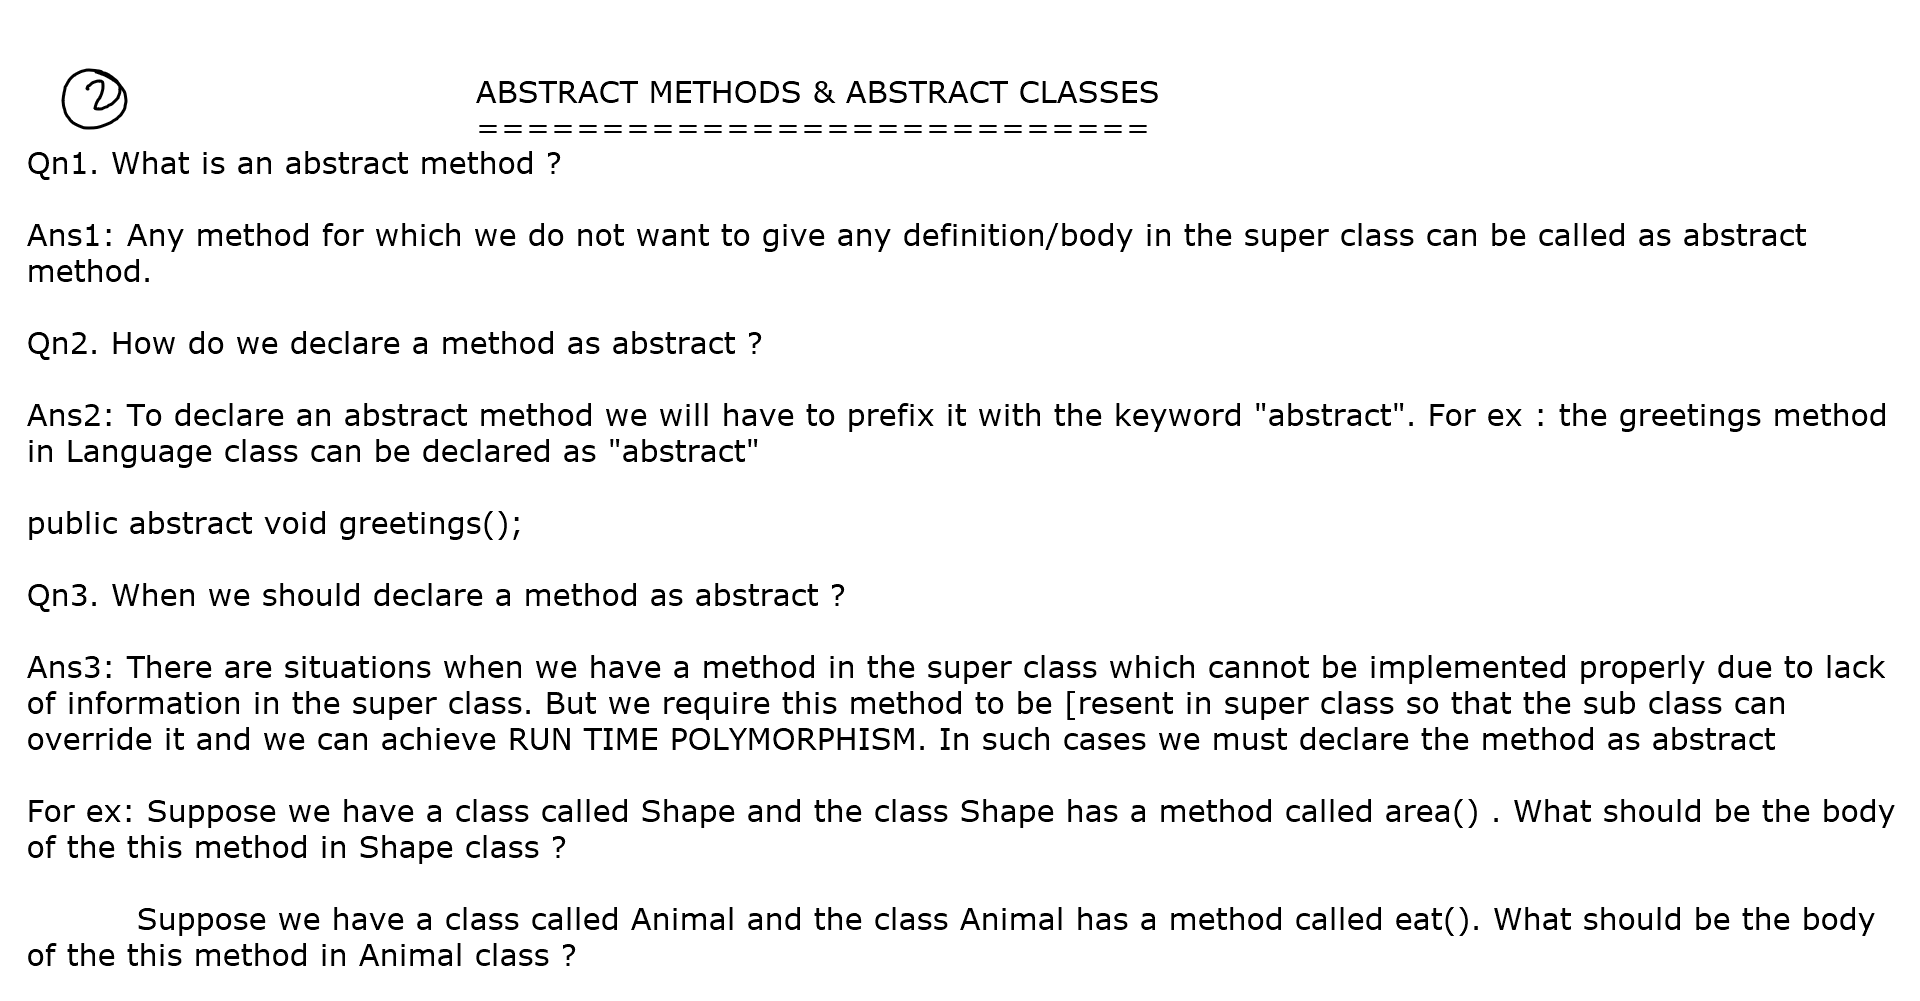 2
ABSTRACT METHODS & ABSTRACT CLASSES
===========================
Qn1. What is an abstract method ?
Ans1: Any method for which we do not want to give any definition/body in the super class can be called as abstract
method.
Qn2. How do we declare a method as abstract ?
Ans2: To declare an abstract method we will have to prefix it with the keyword "abstract". For ex : the greetings method
in Language class can be declared as "abstract"
public abstract void greetings();
Qn3. When we should declare a method as abstract ?
Ans3: There are situations when we have a method in the super class which cannot be implemented properly due to lack
of information in the super class. But we require this method to be [resent in super class so that the sub class can
override it and we can achieve RUN TIME POLYMORPHISM. In such cases we must declare the method as abstract
For ex: Suppose we have a class called Shape and the class Shape has a method called area() . What should be the body
of the this method in Shape class ?
Suppose we have a class called Animal and the class Animal has a method called eat(). What should be the body
of the this method in Animal class ?